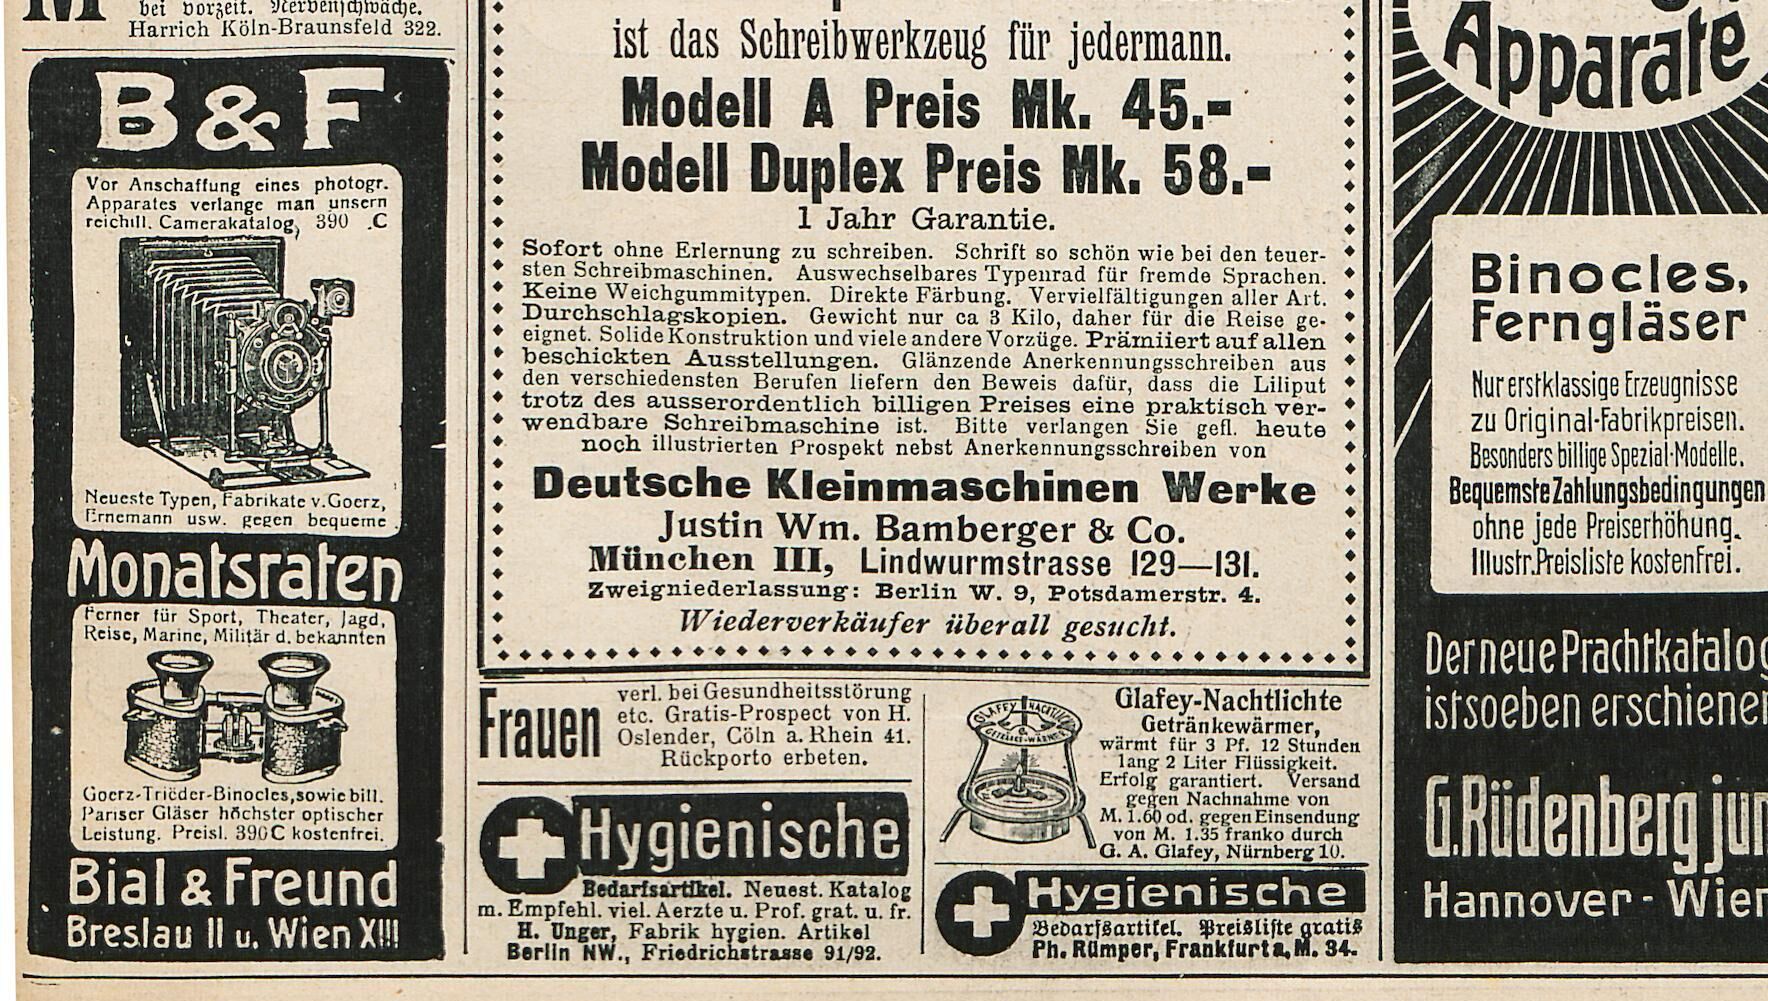 bei vorzeit. Nervenschwäche.
Harrich Köln-Braunsfeld 322.
B & F
Vor Anschaffung eines photogr.
Apparates verlange man unsern
reichill. Camerakatalog, 390 C
Neueste Typen, Fabrikate v. Goerz,
Ernemann usw. gegen bequeme
Monatsraten
Ferner für Sport, Theater, Jagd,
Reise, Marine, Militär d. bekannten
Goerz-Triëder-Binocles, sowie bill.
Pariser Gläser höchster optischer
Leistung. Preisl. 390C kostenfrei.
Bial & Freund
Breslau II u. Wien XIII
ist das Schreibwerkzeug für jedermann.
Modell A Preis Mk. 45.-
Modell Duplex Preis Mk. 58.-
1 Jahr Garantie.
Sofort ohne Erlernung zu schreiben. Schrift so schön wie bei den teuer-
sten Schreibmaschinen. Auswechselbares Typenrad für fremde Sprachen.
Keine Weichgummitypen. Direkte Färbung. Vervielfältigungen aller Art.
Durchschlagskopien. Gewicht nur ca 3 Kilo, daher für die Reise ge-
eignet. Solide Konstruktion und viele andere Vorzüge. Prämiiert auf allen
beschickten Ausstellungen. Glänzende Anerkennungsschreiben aus
den verschiedensten Berufen liefern den Beweis dafür, dass die Liliput
trotz des ausserordentlich billigen Preises eine praktisch ver-
wendbare Schreibmaschine ist. Bitte verlangen Sie gefl. heute
noch illustrierten Prospekt nebst Anerkennungsschreiben von
Deutsche Kleinmaschinen Werke
Justin Wm. Bamberger & Co.
München III, Lindwurmstrasse 129—131.
Zweigniederlassung: Berlin W. 9, Potsdamerstr. 4.
Wiederverkäufer überall gesucht.
Frauen
verl. bei Gesundheitsstörung
etc. Gratis-Prospect von H.
Oslender, Cöln a. Rhein 41.
Rückporto erbeten.
Hygienische
Bedarfsartikel. Neuest. Katalog
m. Empfehl. viel. Aerzte u. Prof. grat. u. fr.
H. Unger, Fabrik hygien. Artikel
Berlin NW., Friedrichstrasse 91/92.
GLAFEY NACHTLICHT
GETRÄNKE-WÄRMER
Glafey-Nachtlichte
Getränkewärmer,
wärmt für 3 Pf. 12 Stunden
lang 2 Liter Flüssigkeit.
Erfolg garantiert. Versand
gegen Nachnahme von
M. 1.60 od. gegen Einsendung
von M. 1.35 franko durch
G. A. Glafey, Nürnberg 10.
Hygienische
Bedarfsartikel. Preisliste gratis
Ph. Rümper, Frankfurt a. M. 34.
Apparate
Binocles,
Ferngläser
Nur erstklassige Erzeugnisse
zu Original-Fabrikpreisen.
Besonders billige Spezial-Modelle.
Bequemste Zahlungsbedingungen
ohne jede Preiserhöhung.
Illustr. Preisliste kostenfrei.
Der neue Prachtkatalog
ist soeben erschienen
G. Rüdenberg jun
Hannover - Wien